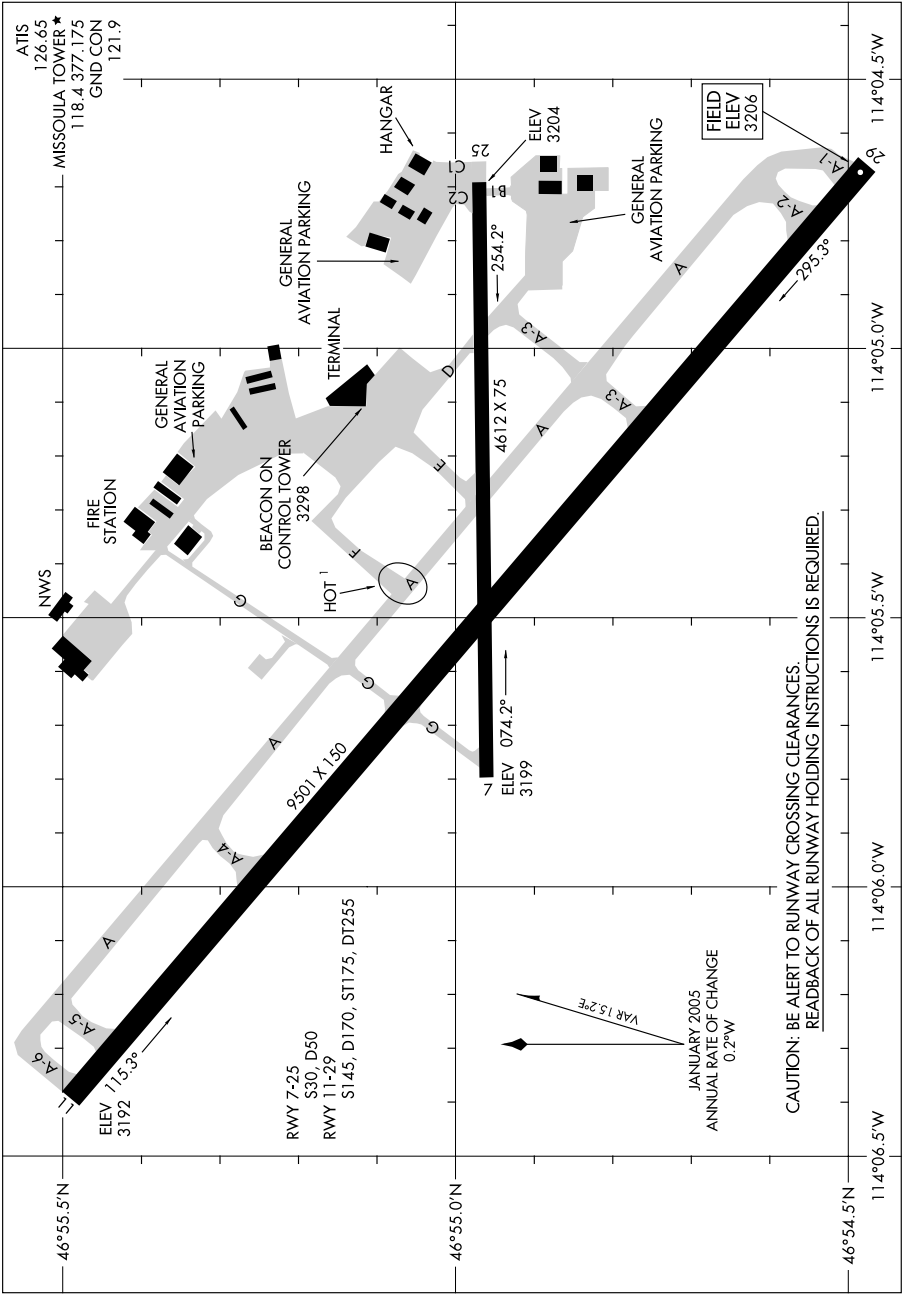 ATIS
126.65
MISSOULA TOWER★
118.4 377.175
GND CON
121.9
NWS
FIRE
STATION
GENERAL
AVIATION
PARKING
GENERAL
AVIATION PARKING
HANGAR
TERMINAL
BEACON ON
CONTROL TOWER
3298
HOT 1
G
G
G
F
E
D
A
A
A
A
A
C1
C2
B1
25
ELEV
3204
GENERAL
AVIATION PARKING
FIELD
ELEV
3206
A-1
A-2
29
295.3°
254.2°
A-3
A-3
4612 X 75
9501 X 150
A-4
A-5
A-6
11
ELEV
3192
115.3°
7
ELEV
3199
074.2°
RWY 7-25
S30, D50
RWY 11-29
S145, D170, ST175, DT255
VAR 15.2°E
JANUARY 2005
ANNUAL RATE OF CHANGE
0.2°W
CAUTION: BE ALERT TO RUNWAY CROSSING CLEARANCES.
READBACK OF ALL RUNWAY HOLDING INSTRUCTIONS IS REQUIRED.
46°55.5'N
46°55.0'N
46°54.5'N
114°06.5'W
114°06.0'W
114°05.5'W
114°05.0'W
114°04.5'W